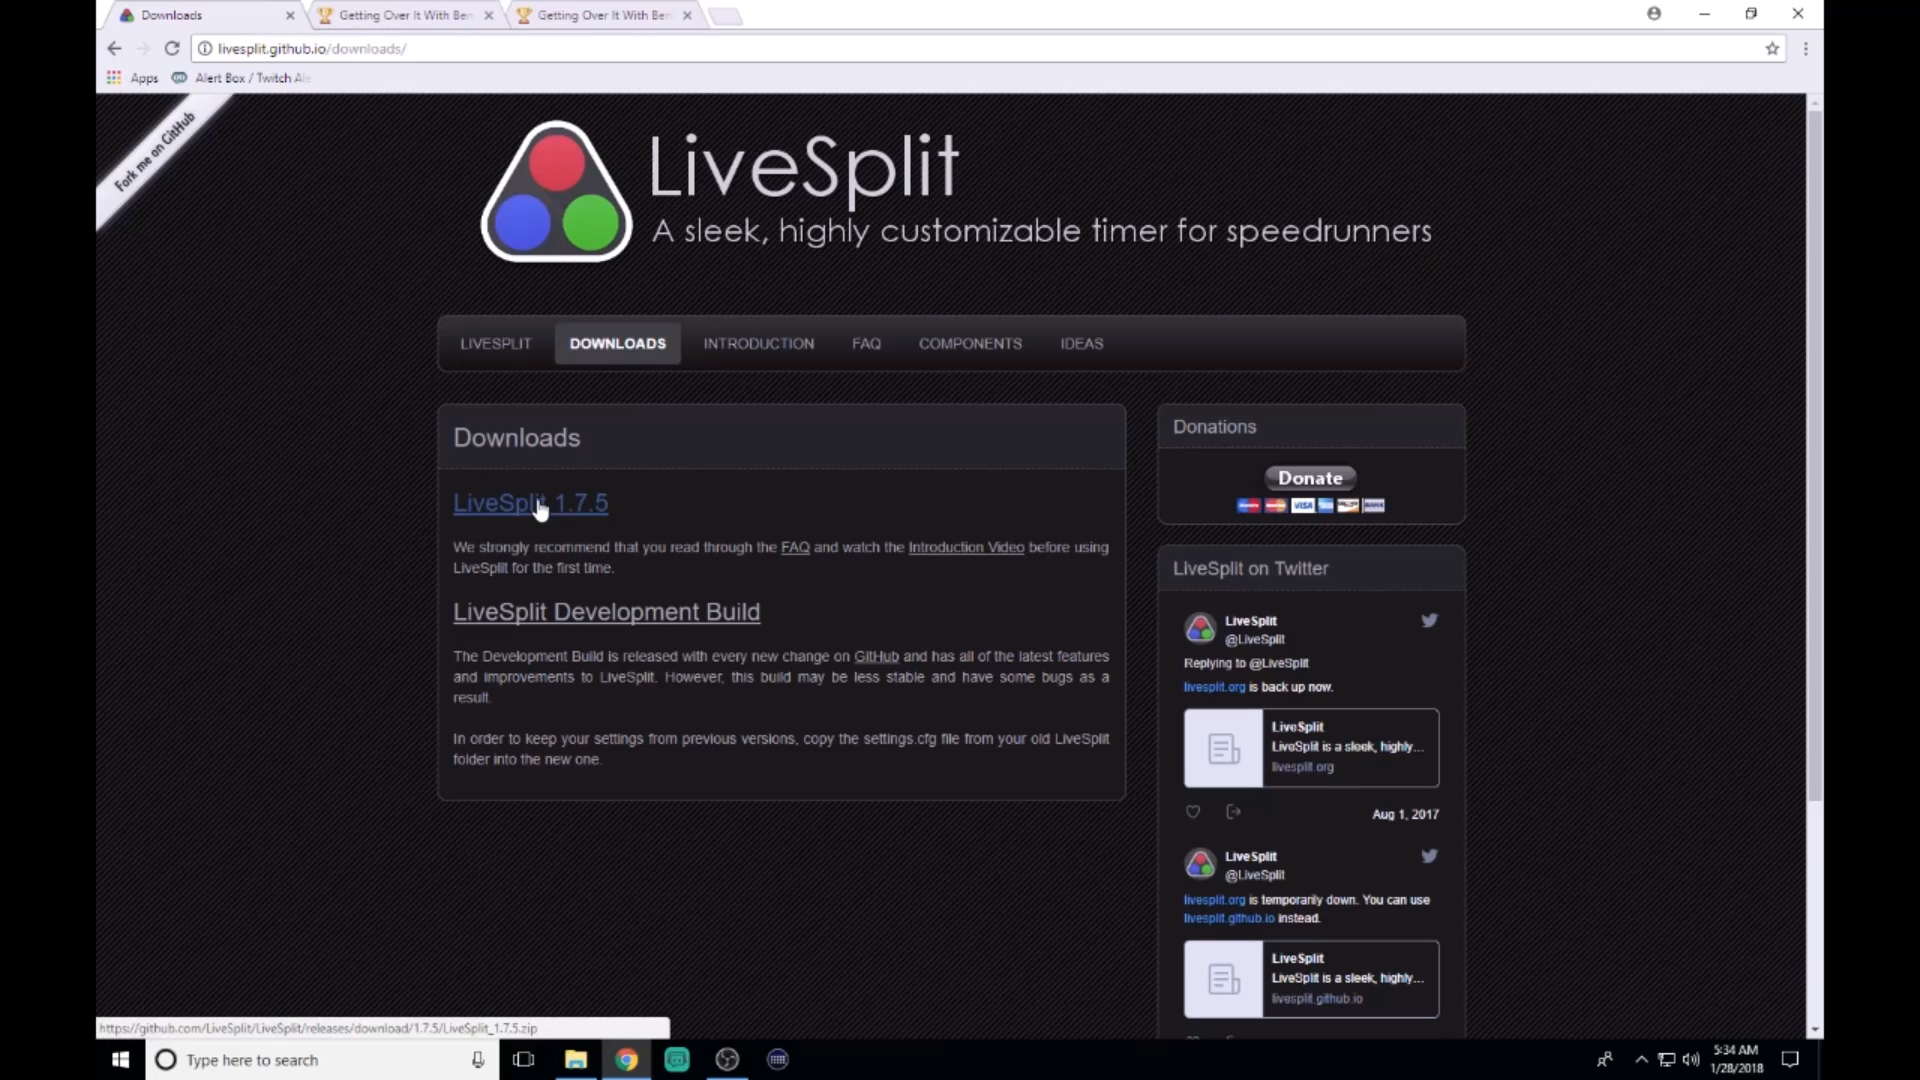 Downloads
Getting Over It With Ben
Getting Over It With Ben
livesplit.github.io/downloads/
Apps
Alert Box / Twitch Ale
Fork me on GitHub
LiveSplit
A sleek, highly customizable timer for speedrunners
LIVESPLIT
DOWNLOADS
INTRODUCTION
FAQ
COMPONENTS
IDEAS
Downloads
LiveSplit 1.7.5
We strongly recommend that you read through the FAQ and watch the Introduction Video before using
LiveSplit for the first time.
LiveSplit Development Build
The Development Build is released with every new change on GitHub and has all of the latest features
and improvements to LiveSplit. However, this build may be less stable and have some bugs as a
result.
In order to keep your settings from previous versions, copy the settings.cfg file from your old LiveSplit
folder into the new one.
Donations
Donate
VISA
LiveSplit on Twitter
LiveSplit
@LiveSplit
Replying to @LiveSplit
livesplit.org is back up now.
LiveSplit
LiveSplit is a sleek, highly...
livesplit.org
Aug 1, 2017
LiveSplit
@LiveSplit
livesplit.org is temporarily down. You can use
livesplit.github.io instead.
LiveSplit
LiveSplit is a sleek, highly...
livesplit.github.io
https://github.com/LiveSplit/LiveSplit/releases/download/1.7.5/LiveSplit_1.7.5.zip
Type here to search
5:34 AM
1/28/2018